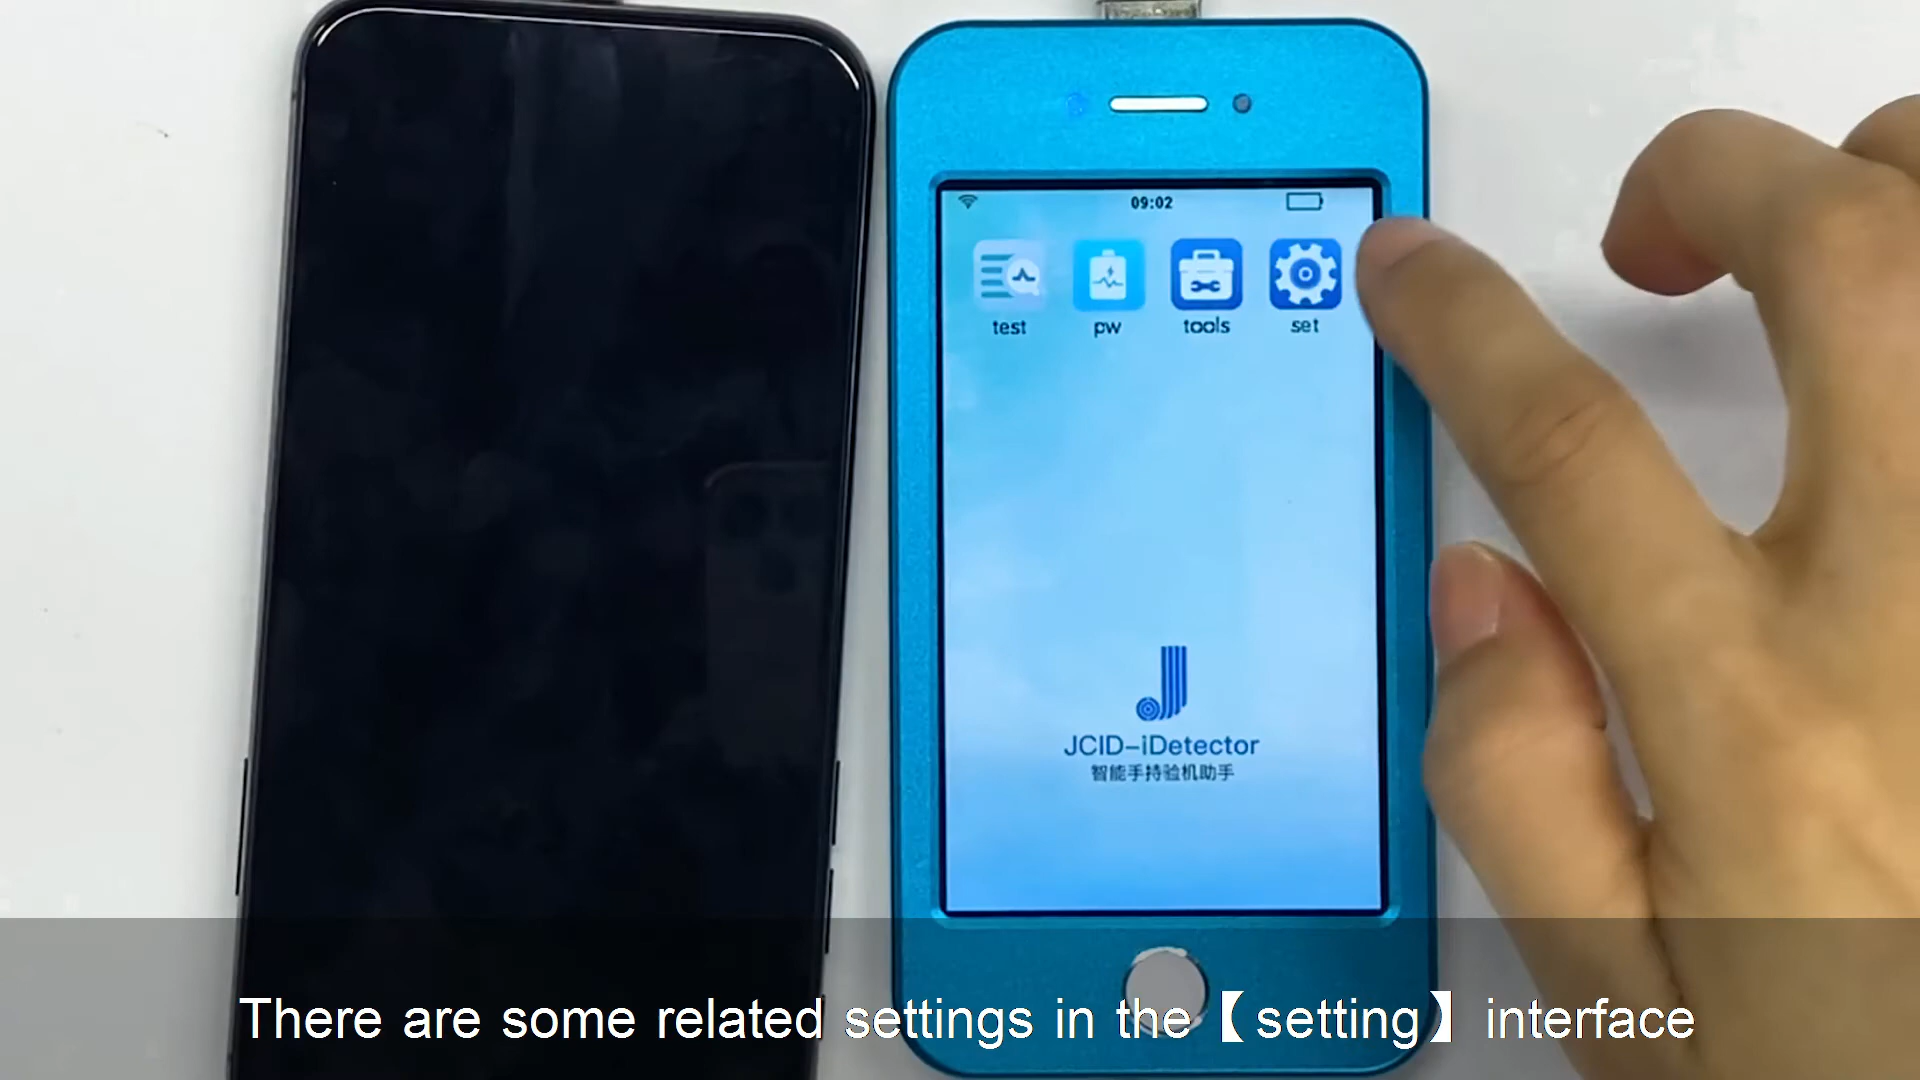 09:02
test
pw
tools
set
JCID-iDetector
智能手持验机助手
There are some related settings in the【setting】interface